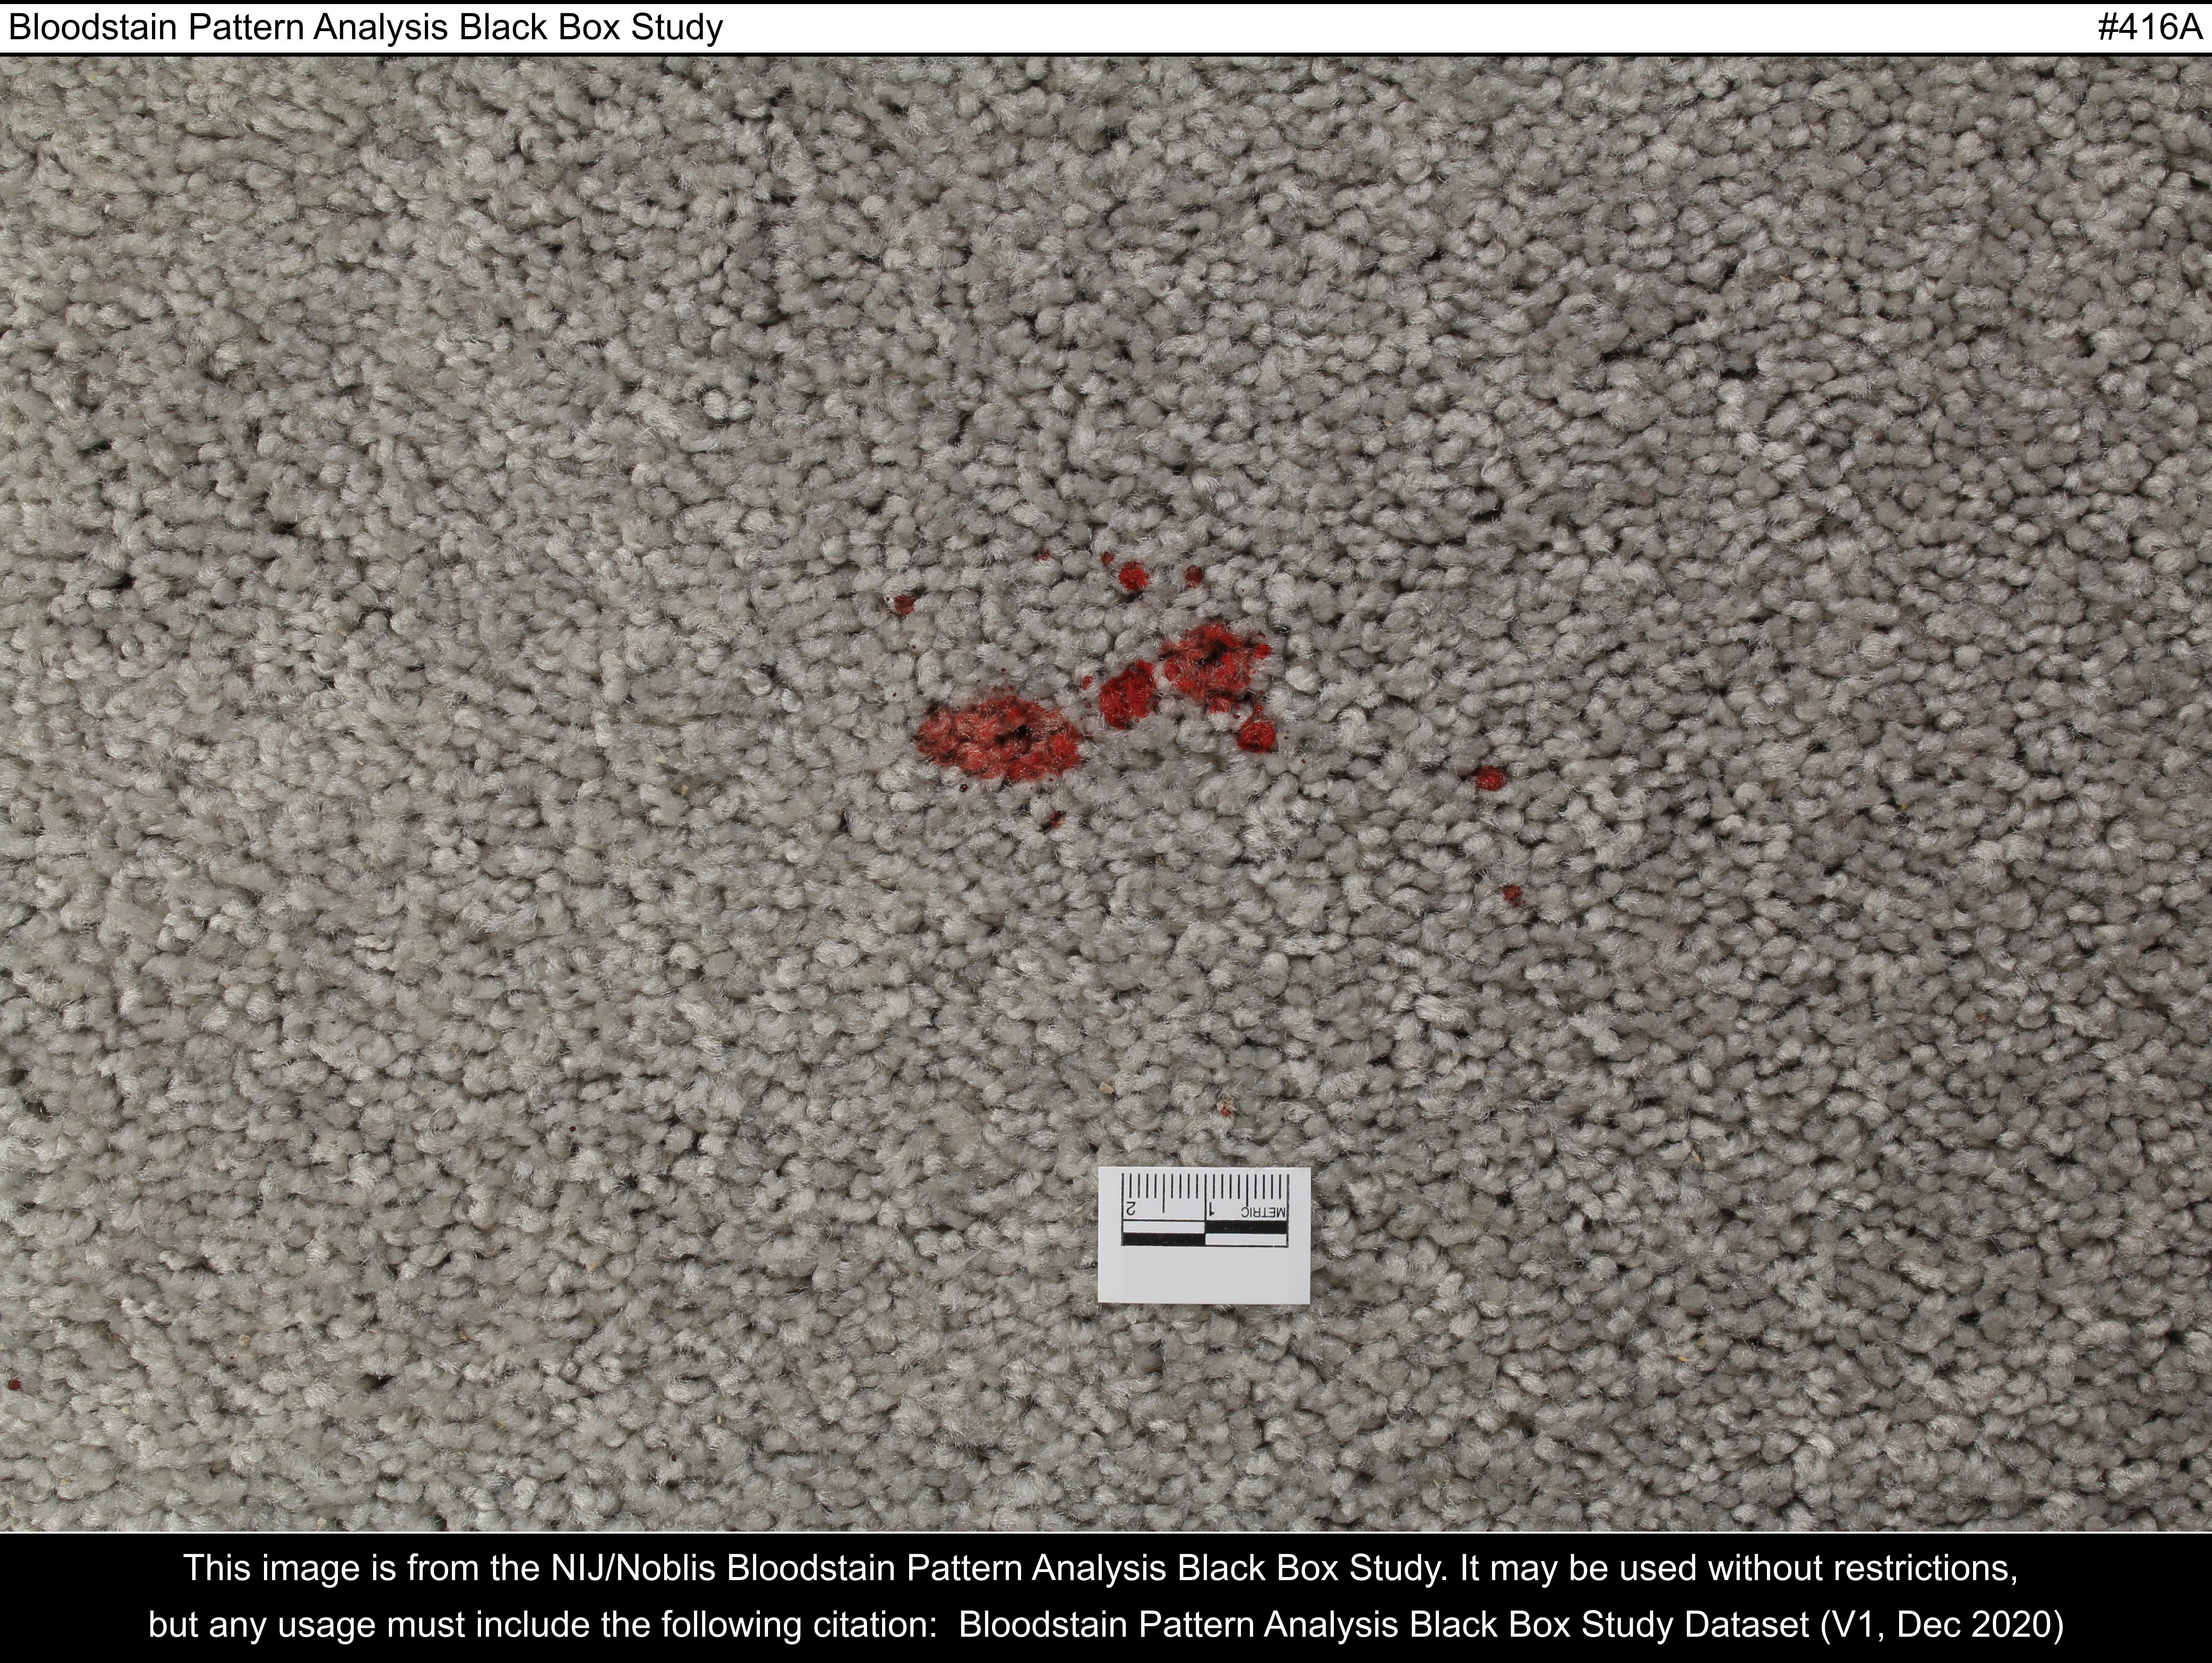 Bloodstain Pattern Analysis Black Box Study #416A
2 1 METRIC
This image is from the NIJ/Noblis Bloodstain Pattern Analysis Black Box Study. It may be used without restrictions,
but any usage must include the following citation:  Bloodstain Pattern Analysis Black Box Study Dataset (V1, Dec 2020)